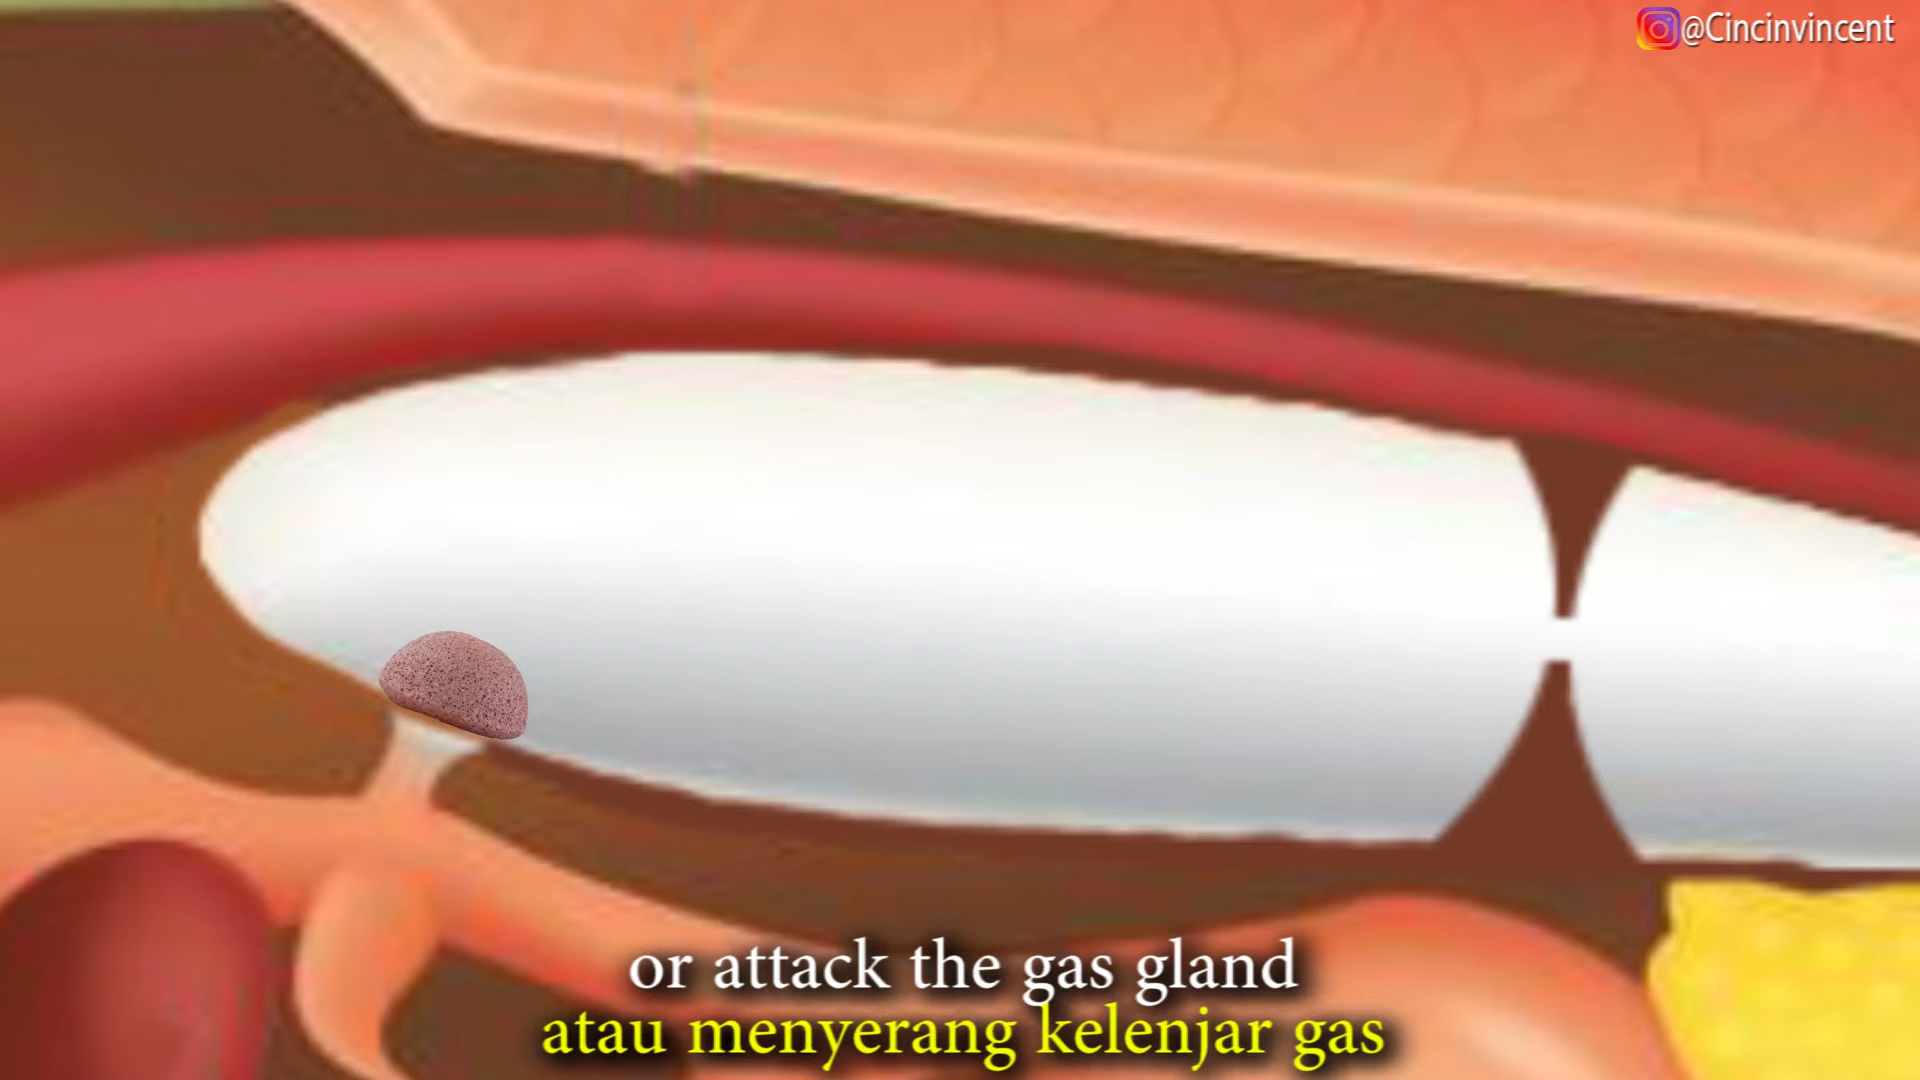 @Cincinvincent
or attack the gas gland
atau menyerang kelenjar gas